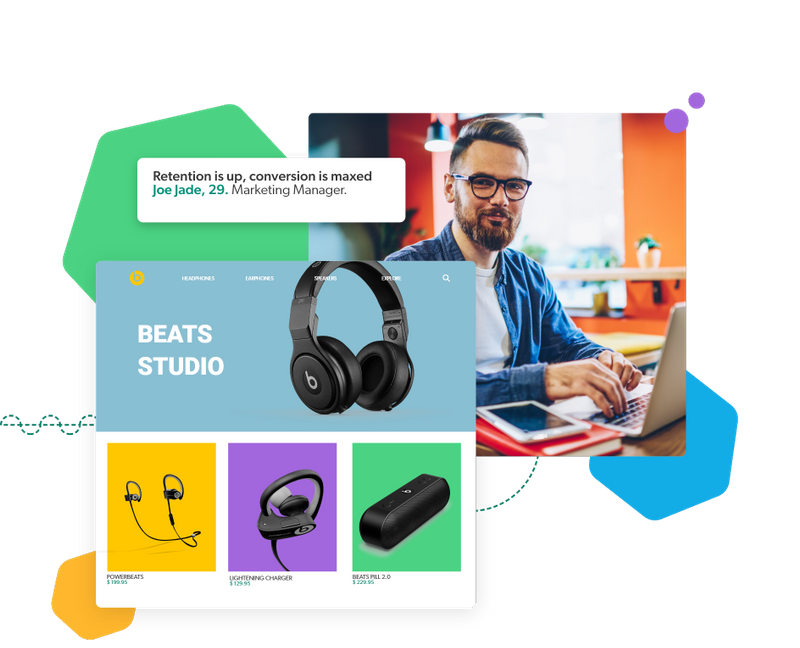 Retention is up, conversion is maxed
Joe Jade, 29. Marketing Manager.
HEADPHONES EARPHONES SPEAKERS EXPLORE
BEATS
STUDIO
POWERBEATS
$ 199.95
LIGHTENING CHARGER
$ 129.95
BEATS PILL 2.0
$ 229.95